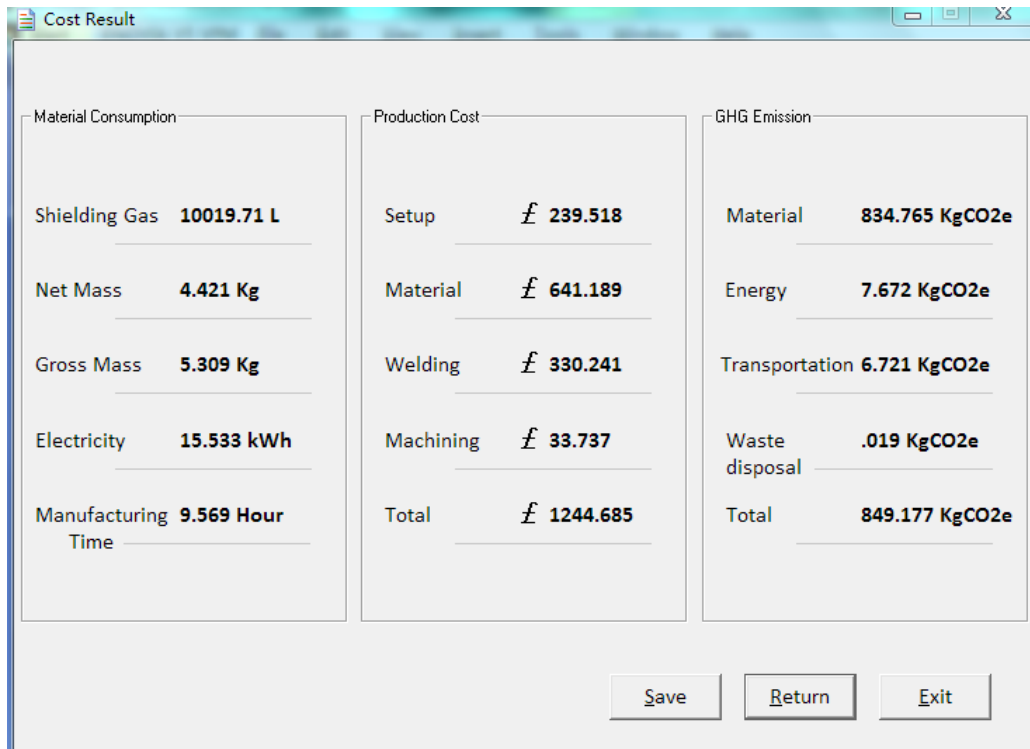 Cost Result
Material Consumption
Shielding Gas 10019.71 L
Net Mass 4.421 Kg
Gross Mass 5.309 Kg
Electricity 15.533 kWh
Manufacturing 9.569 Hour
Time
Production Cost
Setup £ 239.518
Material £ 641.189
Welding £ 330.241
Machining £ 33.737
Total £ 1244.685
GHG Emission
Material 834.765 KgCO2e
Energy 7.672 KgCO2e
Transportation 6.721 KgCO2e
Waste .019 KgCO2e
disposal
Total 849.177 KgCO2e
Save Return Exit